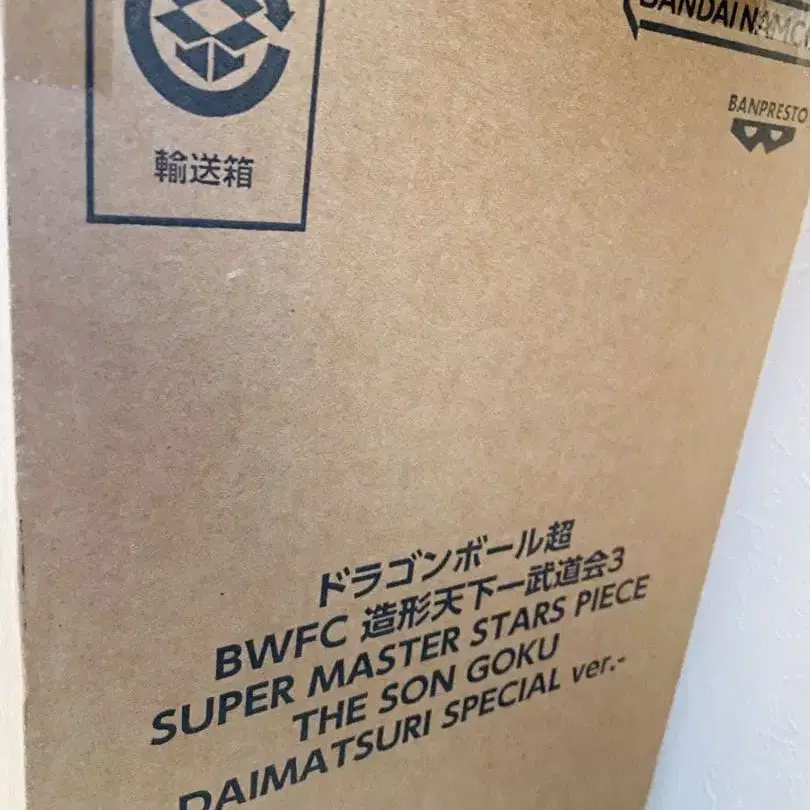 BANDAI NAMCO
BANPRESTO
輸送箱
ドラゴンボール超
BWFC 造形天下一武道会3
SUPER MASTER STARS PIECE
THE SON GOKU
DAIMATSURI SPECIAL ver.-